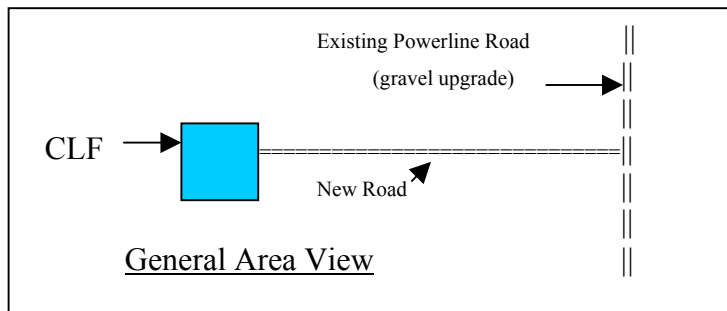 Existing Powerline Road
(gravel upgrade)
CLF
New Road
General Area View